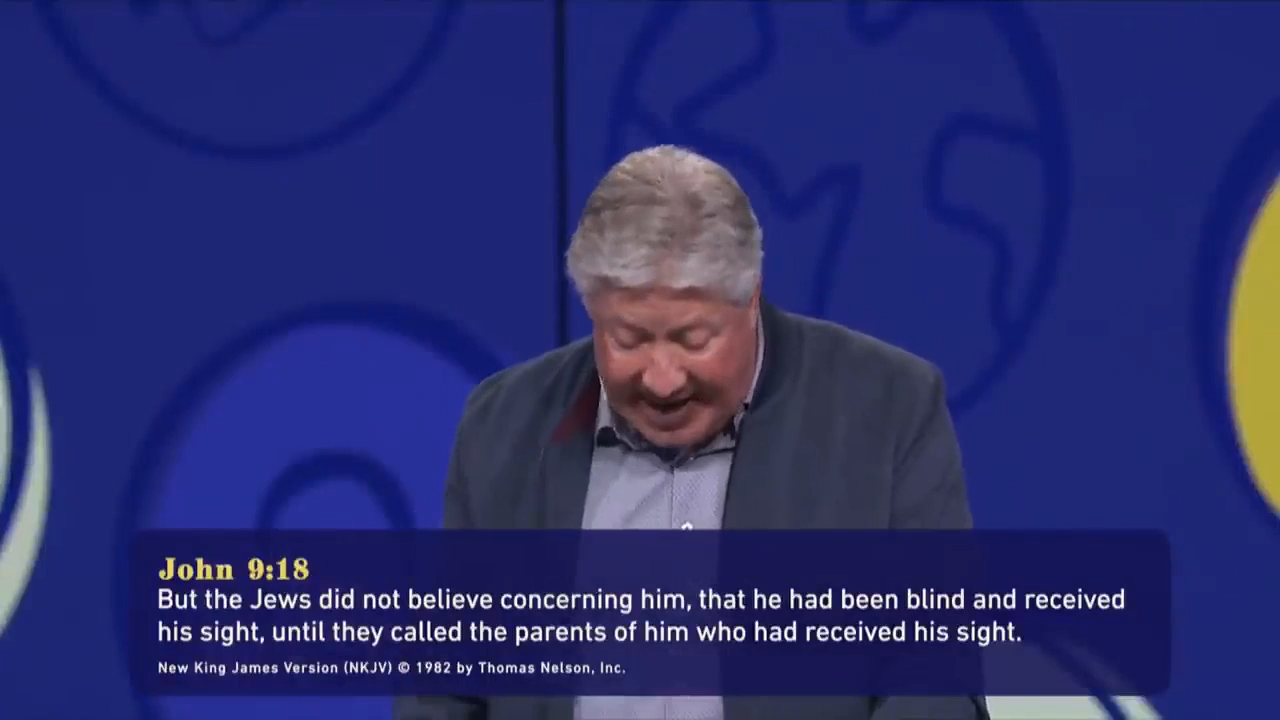 John 9:18
But the Jews did not believe concerning him, that he had been blind and received
his sight, until they called the parents of him who had received his sight.
New King James Version (NKJV) © 1982 by Thomas Nelson, Inc.